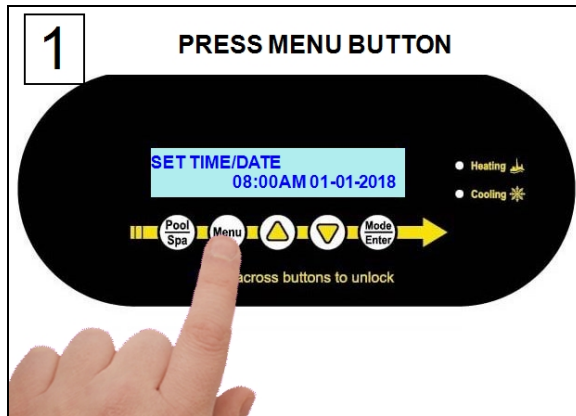 1
PRESS MENU BUTTON
SET TIME/DATE
08:00AM 01-01-2018
Heating
Cooling
Pool
Spa
Menu
Mode
Enter
across buttons to unlock